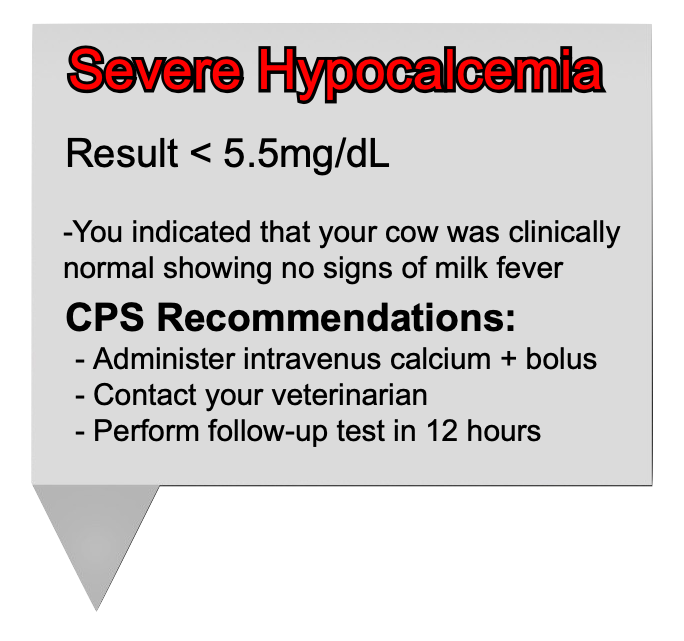 Severe Hypocalcemia
Result < 5.5mg/dL
-You indicated that your cow was clinically
normal showing no signs of milk fever
CPS Recommendations:
- Administer intravenus calcium + bolus
- Contact your veterinarian
- Perform follow-up test in 12 hours